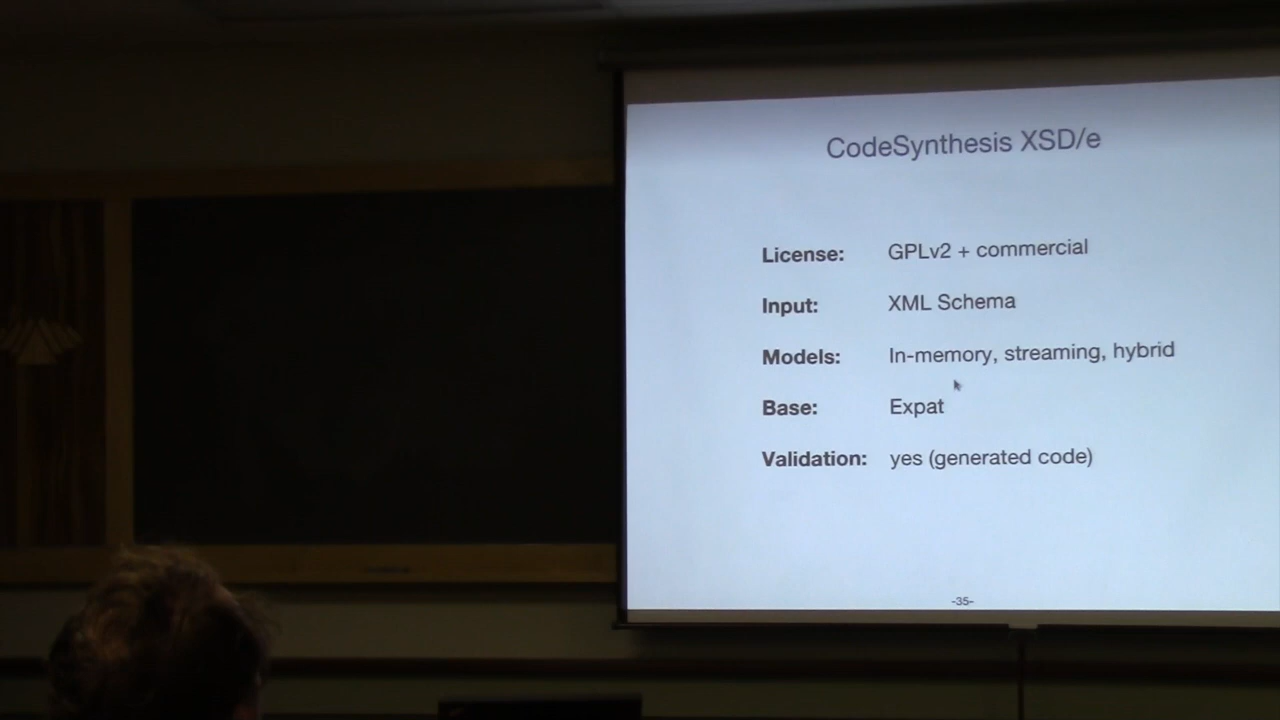 CodeSynthesis XSD/e
License: GPLv2 + commercial
Input: XML Schema
Models: In-memory, streaming, hybrid
Base: Expat
Validation: yes (generated code)
-35-